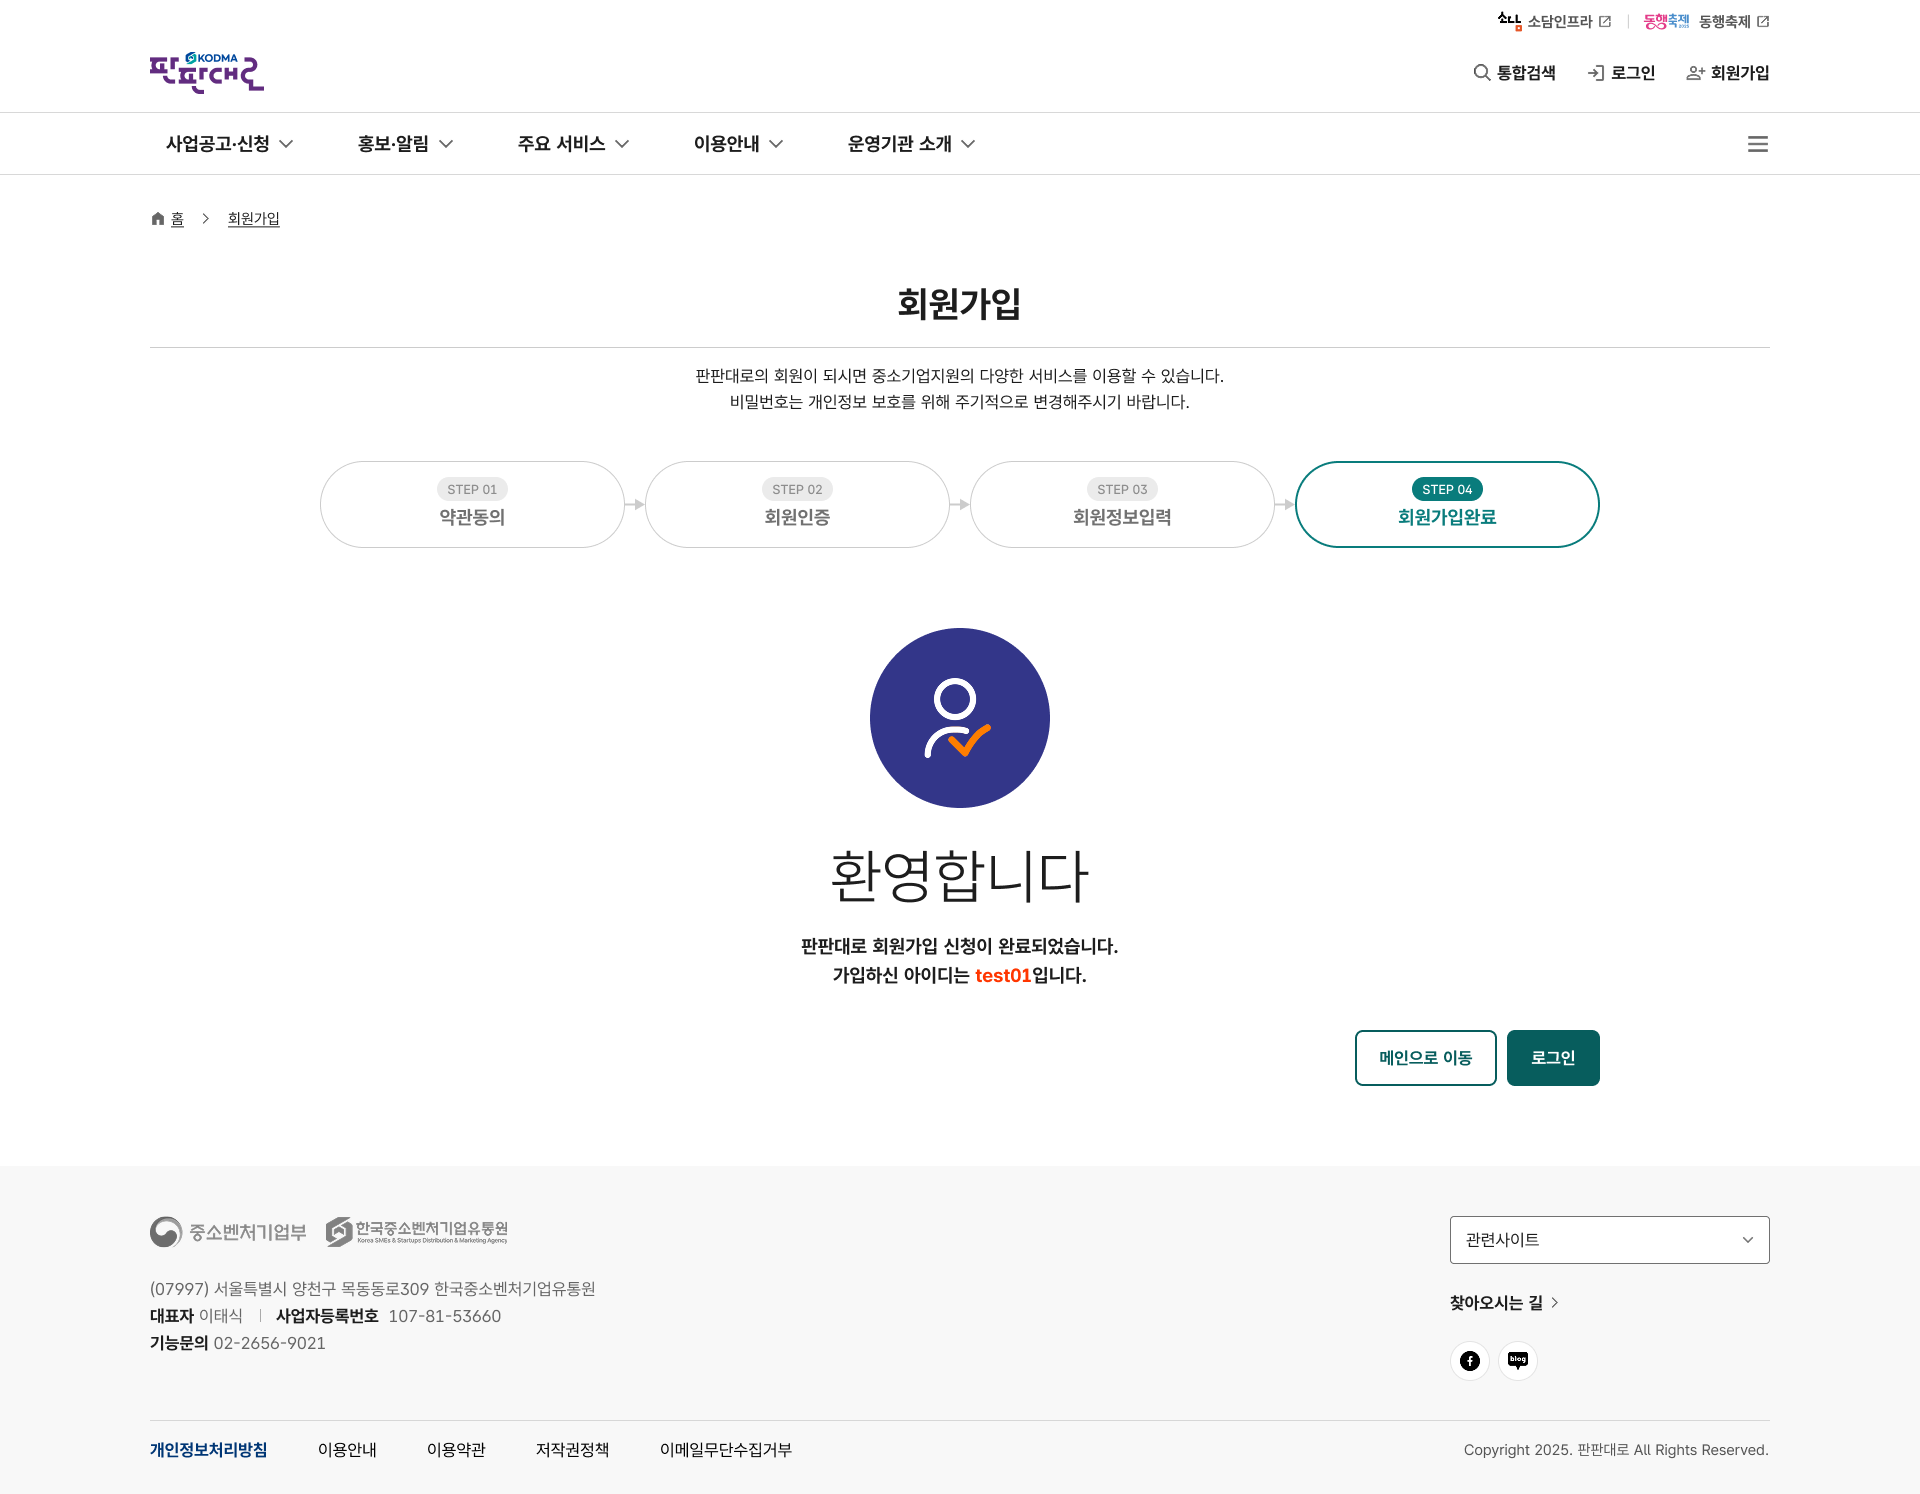 소담 소담인프라
동행축제 2025 동행축제
KODMA
판판대로
통합검색 로그인 회원가입
사업공고·신청 홍보·알림 주요 서비스 이용안내 운영기관 소개
홈 > 회원가입
회원가입
판판대로의 회원이 되시면 중소기업지원의 다양한 서비스를 이용할 수 있습니다.
비밀번호는 개인정보 보호를 위해 주기적으로 변경해주시기 바랍니다.
STEP 01
약관동의
STEP 02
회원인증
STEP 03
회원정보입력
STEP 04
회원가입완료
환영합니다
판판대로 회원가입 신청이 완료되었습니다.
가입하신 아이디는 test01입니다.
메인으로 이동 로그인
중소벤처기업부 한국중소벤처기업유통원
Korea SMEs & Startups Distribution & Marketing Agency
(07997) 서울특별시 양천구 목동동로309 한국중소벤처기업유통원
대표자 이태식 | 사업자등록번호 107-81-53660
기능문의 02-2656-9021
관련사이트
찾아오시는 길
blog
개인정보처리방침 이용안내 이용약관 저작권정책 이메일무단수집거부
Copyright 2025. 판판대로 All Rights Reserved.